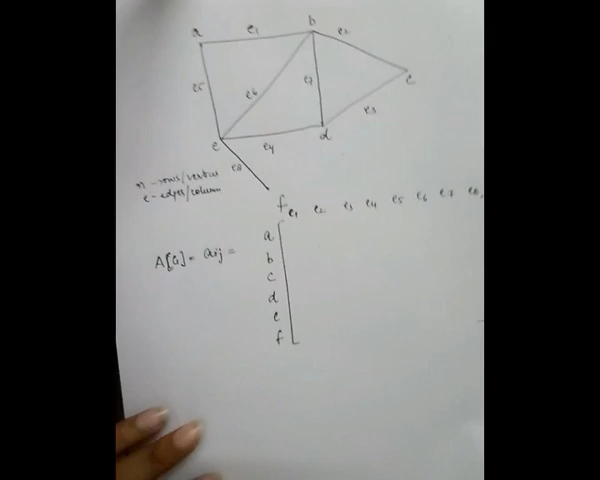 a e1 b e2
e5 e6 e7 c
e3
e e4 d
e8
n - rows/vertices
e - edges/column
f
e1 e2 e3 e4 e5 e6 e7 e8,
A[G] = aij =
a
b
c
d
e
f